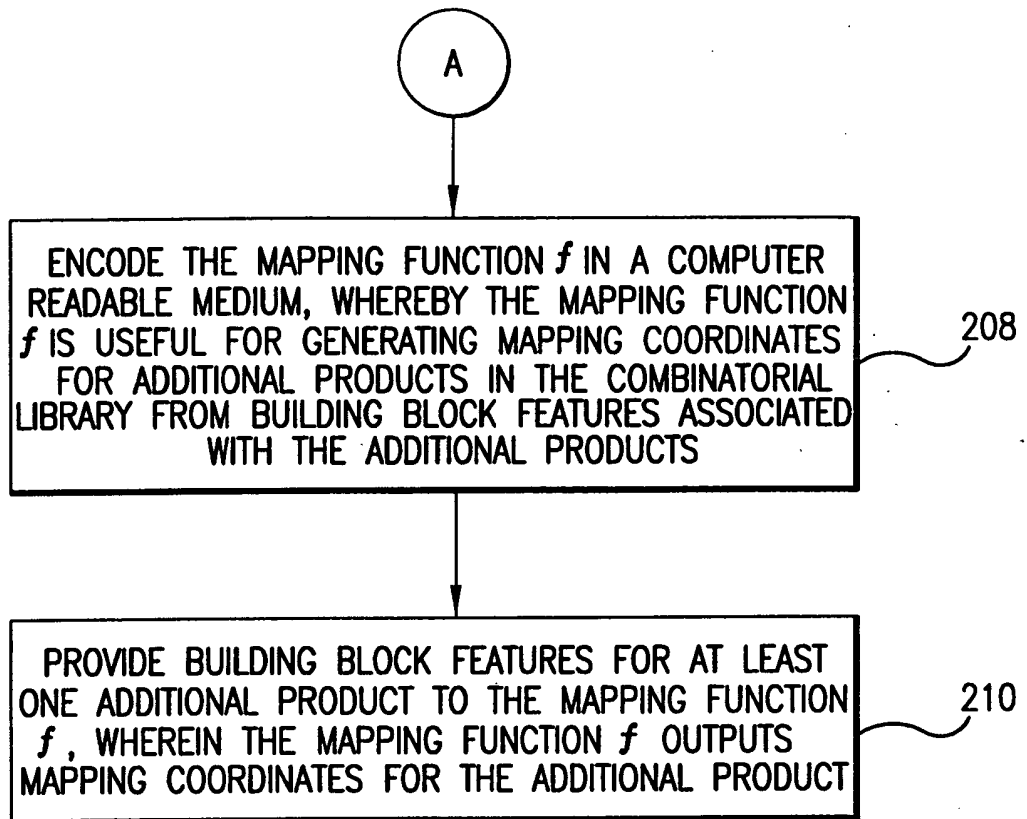 A
ENCODE THE MAPPING FUNCTION f IN A COMPUTER
READABLE MEDIUM, WHEREBY THE MAPPING FUNCTION
f IS USEFUL FOR GENERATING MAPPING COORDINATES
FOR ADDITIONAL PRODUCTS IN THE COMBINATORIAL
LIBRARY FROM BUILDING BLOCK FEATURES ASSOCIATED
WITH THE ADDITIONAL PRODUCTS
208
PROVIDE BUILDING BLOCK FEATURES FOR AT LEAST
ONE ADDITIONAL PRODUCT TO THE MAPPING FUNCTION
f, WHEREIN THE MAPPING FUNCTION f OUTPUTS
MAPPING COORDINATES FOR THE ADDITIONAL PRODUCT
210